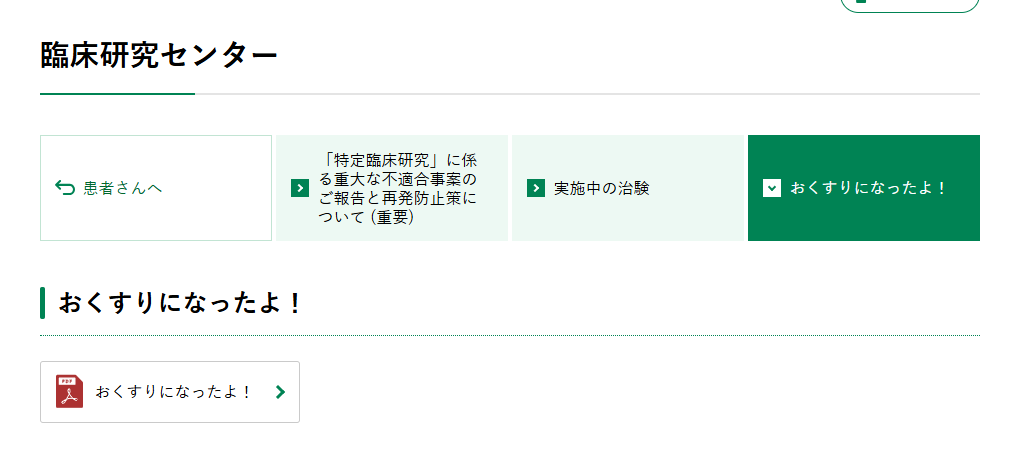 臨床研究センター
患者さんへ
「特定臨床研究」に係
る重大な不適合事案の
ご報告と再発防止策に
ついて (重要)
実施中の治験
おくすりになったよ！
おくすりになったよ！
PDF
おくすりになったよ！